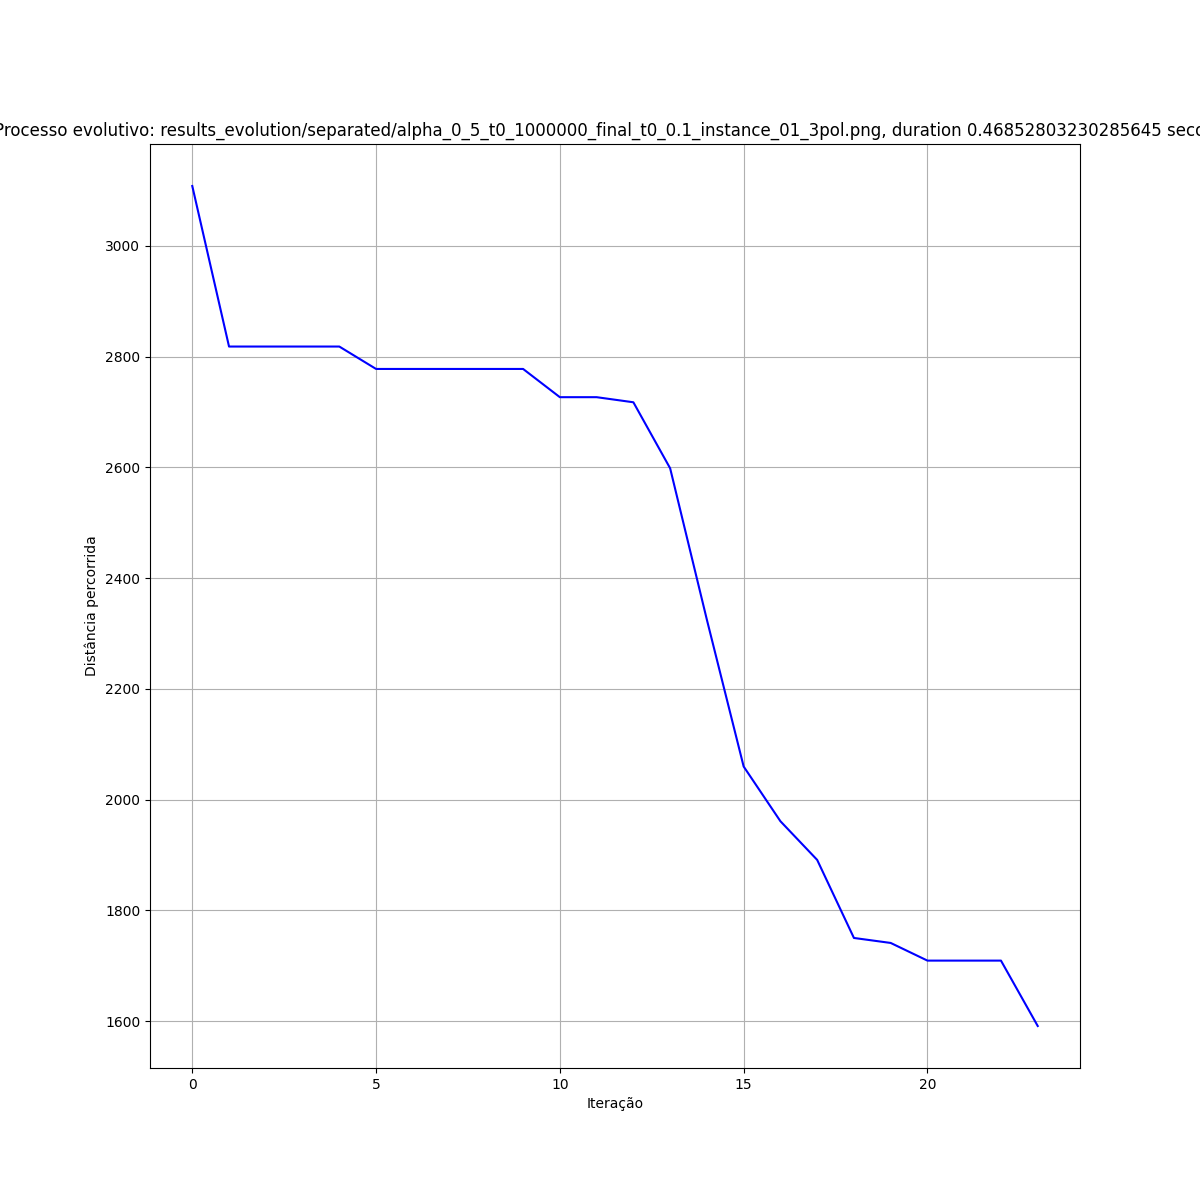 Processo evolutivo: results_evolution/separated/alpha_0_5_t0_1000000_final_t0_0.1_instance_01_3pol.png, duration 0.46852803230285645
3000
2800
2600
2400
2200
2000
1800
1600
Distância percorrida
0 5 10 15 20
Iteração